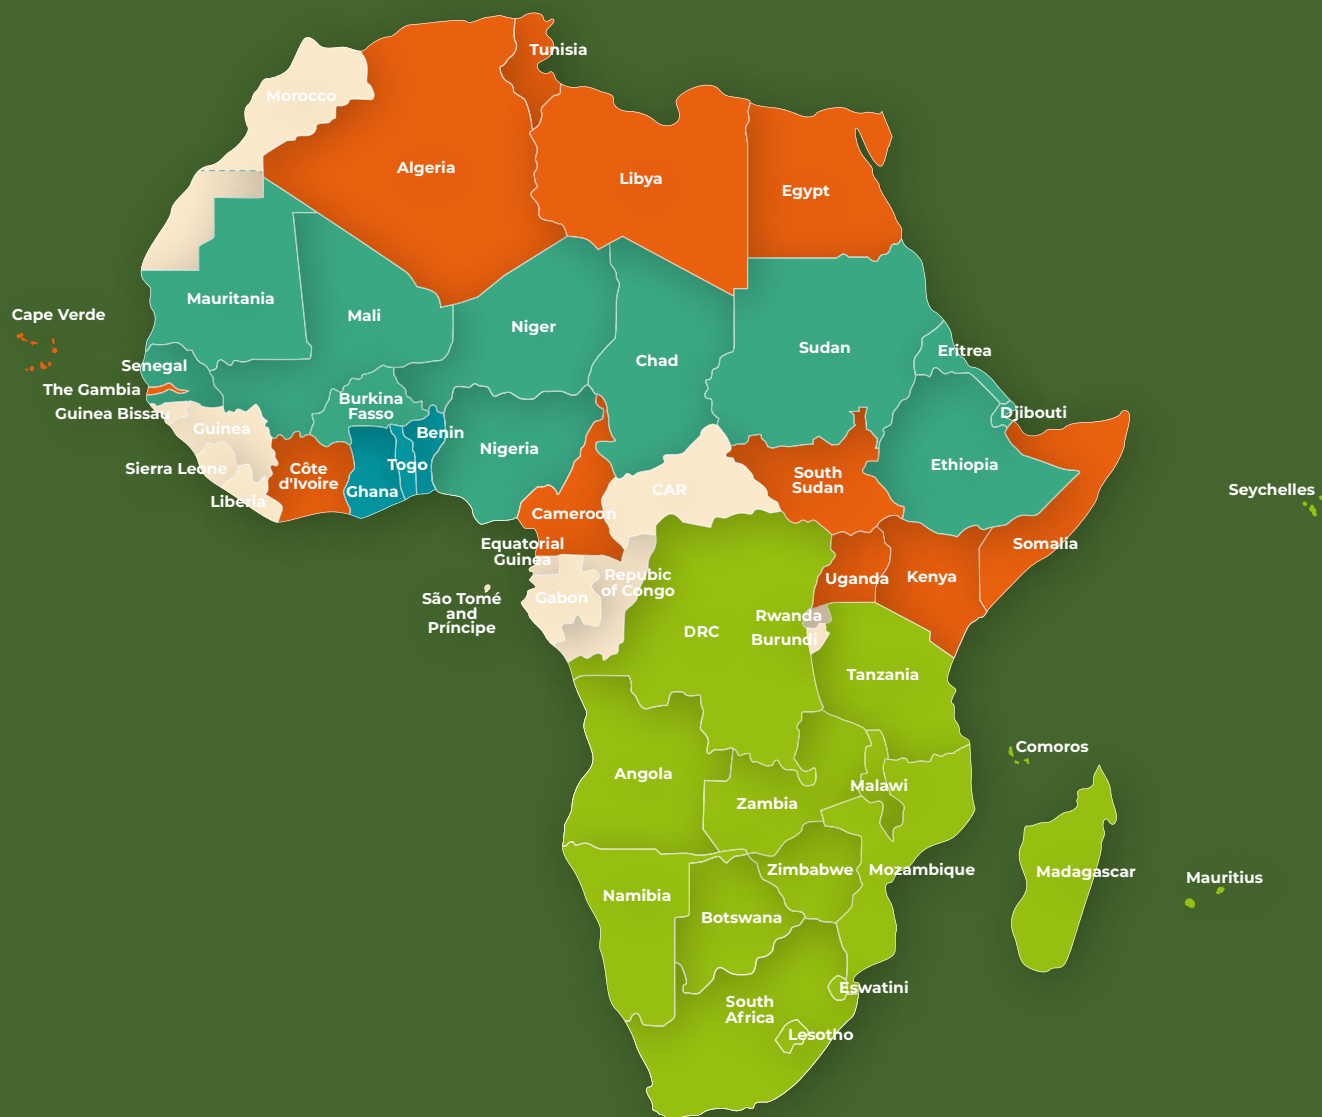 Tunisia
Morocco
Algeria
Libya
Egypt
Mauritania
Mali
Cape Verde
Niger
Sudan
Chad
Eritrea
Senegal
The Gambia
Burkina
Fasso
Guinea Bissau
Djibouti
Guinea
Benin
Nigeria
Togo
Ethiopia
Sierra Leone
Côte
d'Ivoire
South
Sudan
Ghana
CAR
Seychelles
Liberia
Cameroon
Equatorial
Guinea
Somalia
Repubic
of Congo
Uganda
Kenya
Gabon
São Tomé
and
Príncipe
Rwanda
DRC
Burundi
Tanzania
Comoros
Angola
Malawi
Zambia
Zimbabwe
Mozambique
Madagascar
Mauritius
Namibia
Botswana
Eswatini
South
Africa
Lesotho